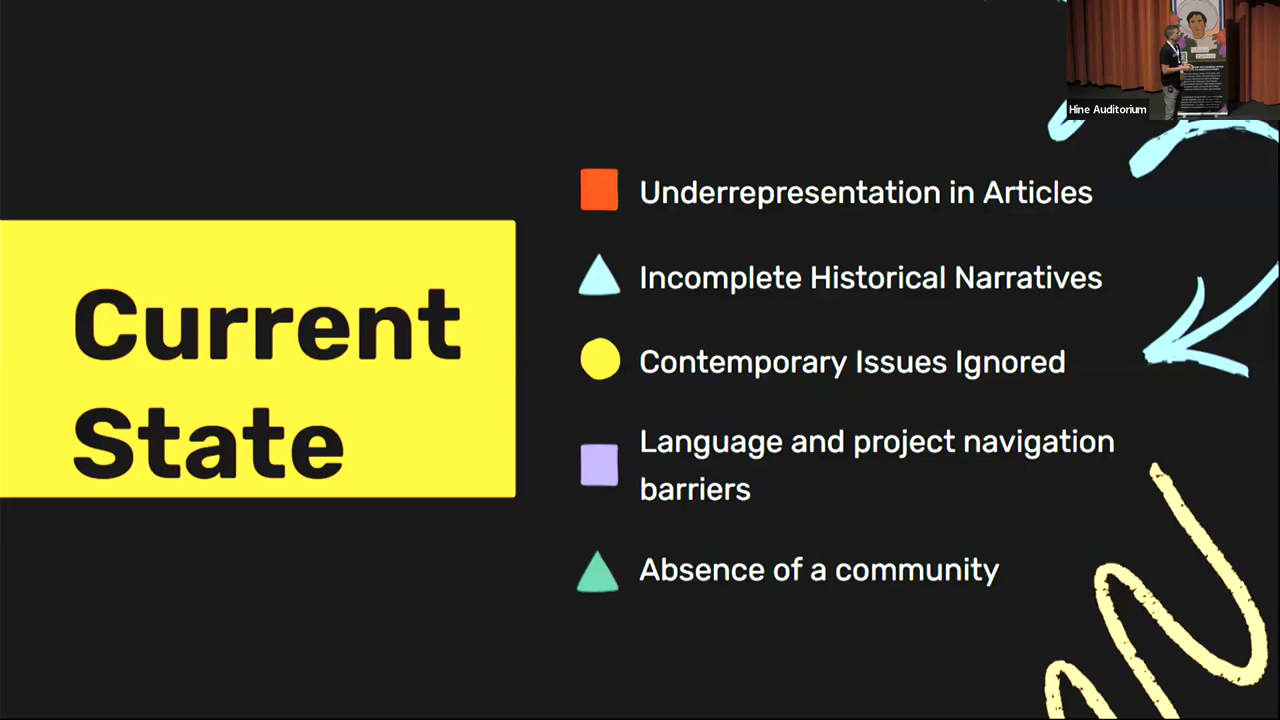 Hine Auditorium
Current
State
Underrepresentation in Articles
Incomplete Historical Narratives
Contemporary Issues Ignored
Language and project navigation
barriers
Absence of a community